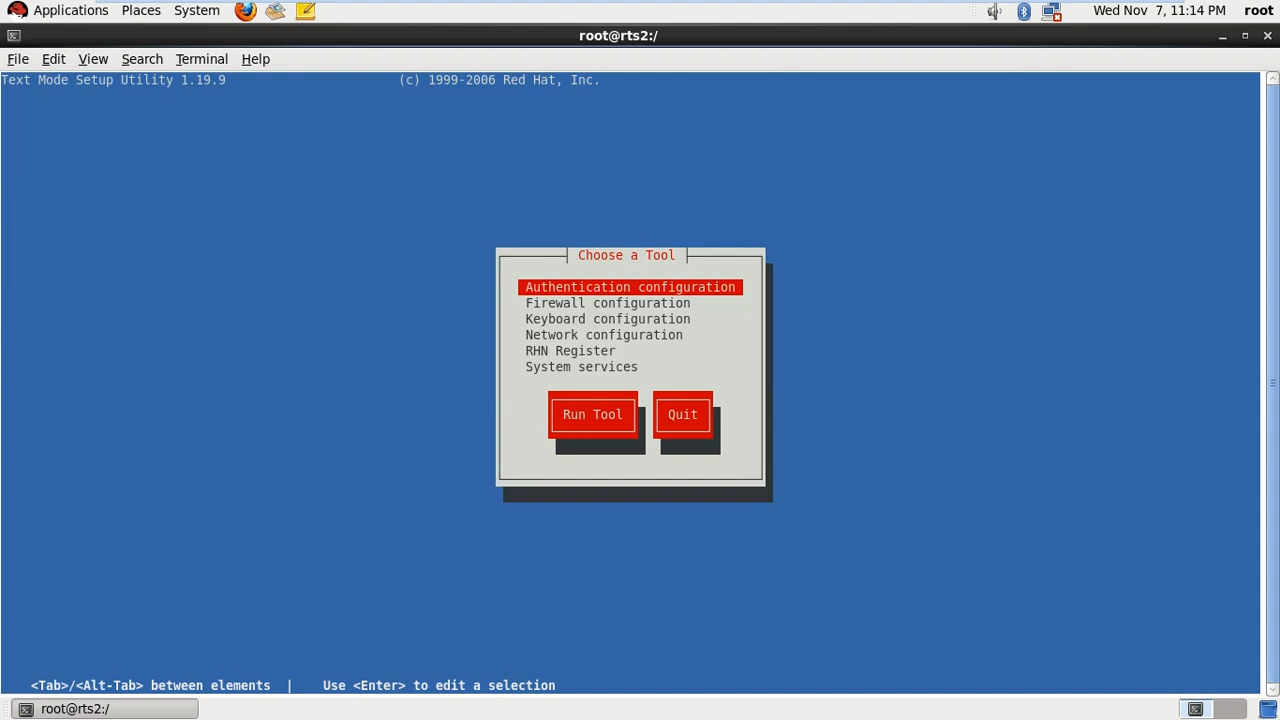 Applications Places System Wed Nov 7, 11:14 PM root
root@rts2:/
File Edit View Search Terminal Help
Text Mode Setup Utility 1.19.9 (c) 1999-2006 Red Hat, Inc.
Choose a Tool
Authentication configuration
Firewall configuration
Keyboard configuration
Network configuration
RHN Register
System services
Run Tool Quit
<Tab>/<Alt-Tab> between elements | Use <Enter> to edit a selection
root@rts2:/